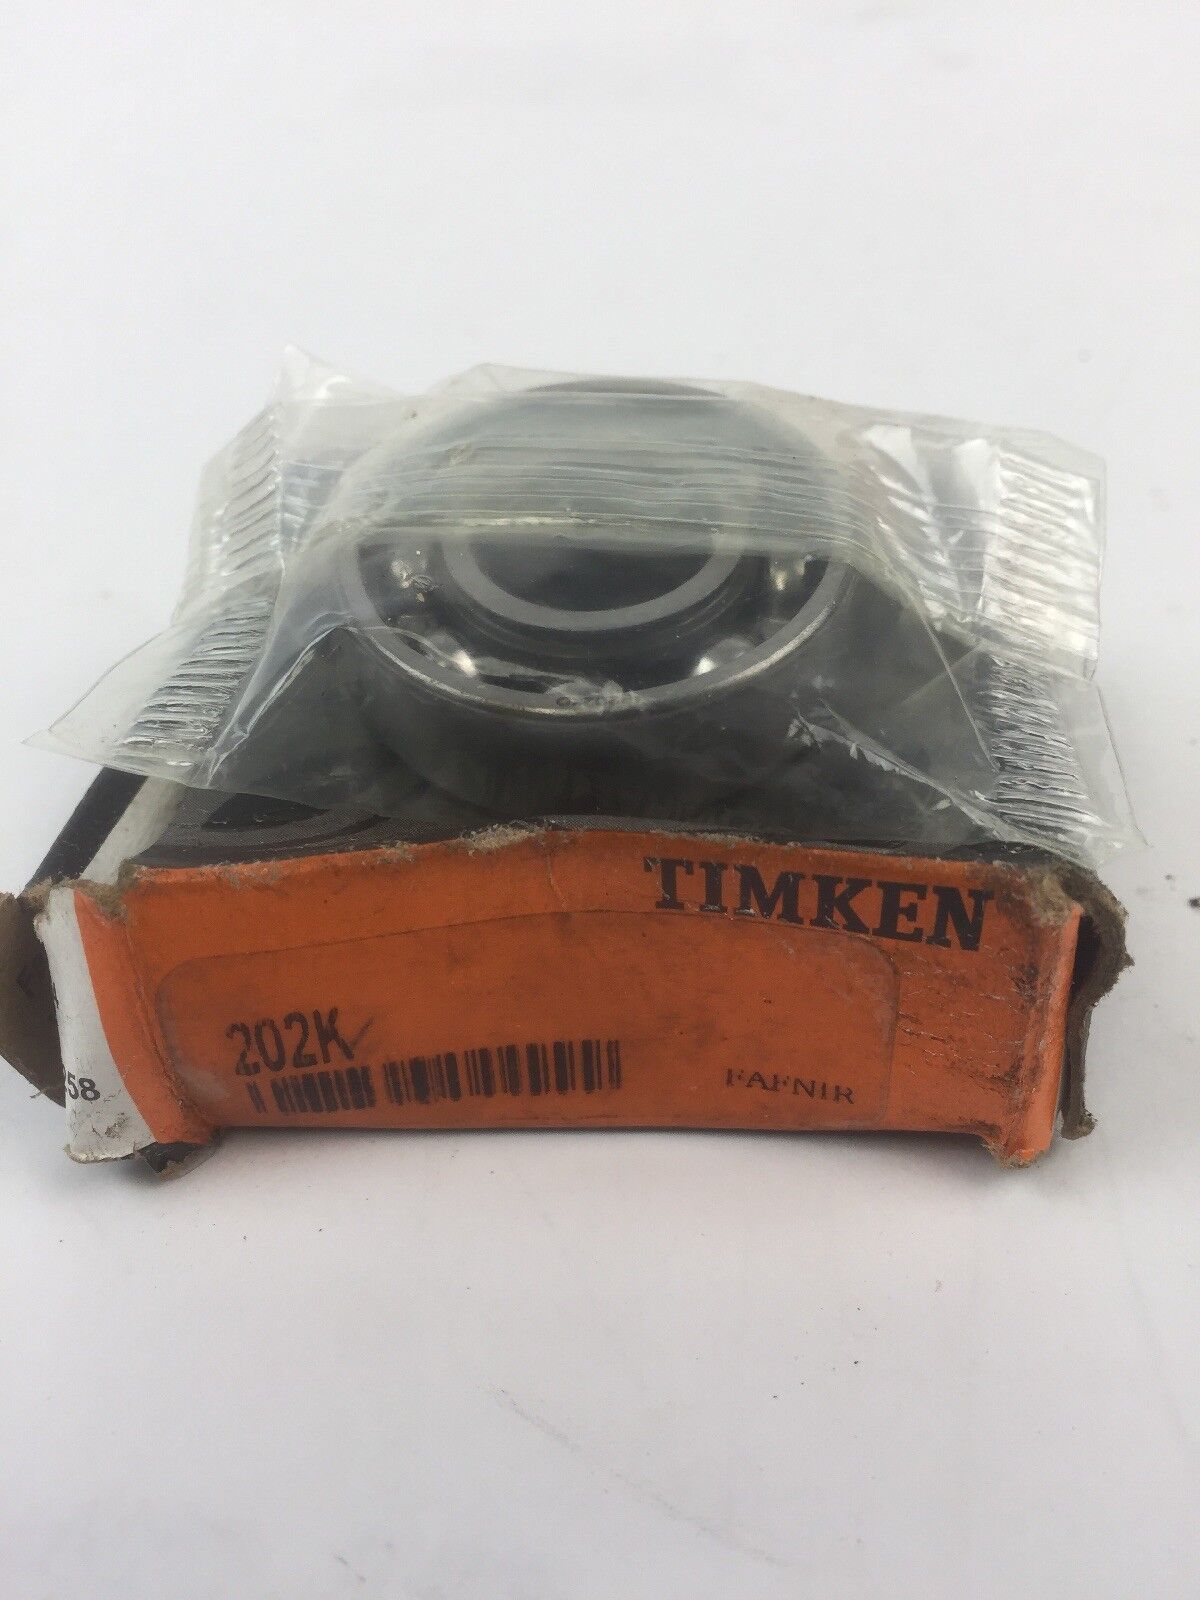 TIMKEN
202K
FAFNIR
58